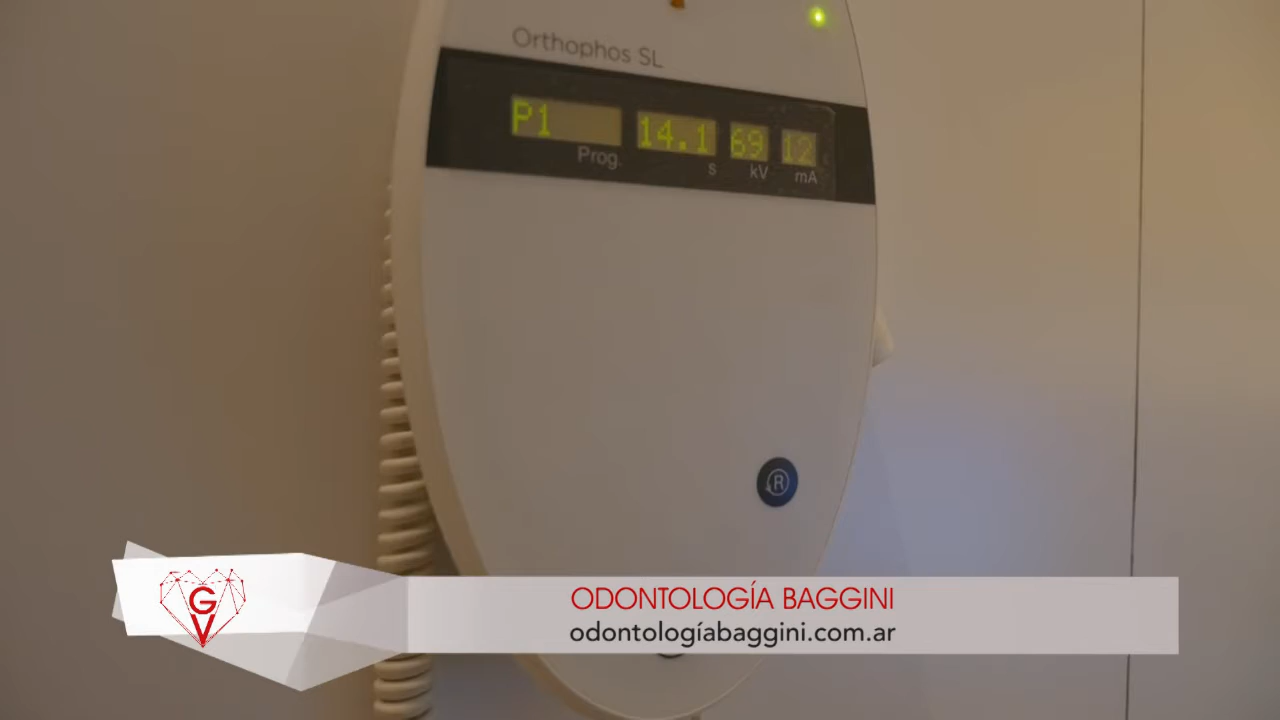 Orthophos SL
P1 14.1 69 12
Prog. s kV mA
R
GV
ODONTOLOGÍA BAGGINI
odontologíabaggini.com.ar